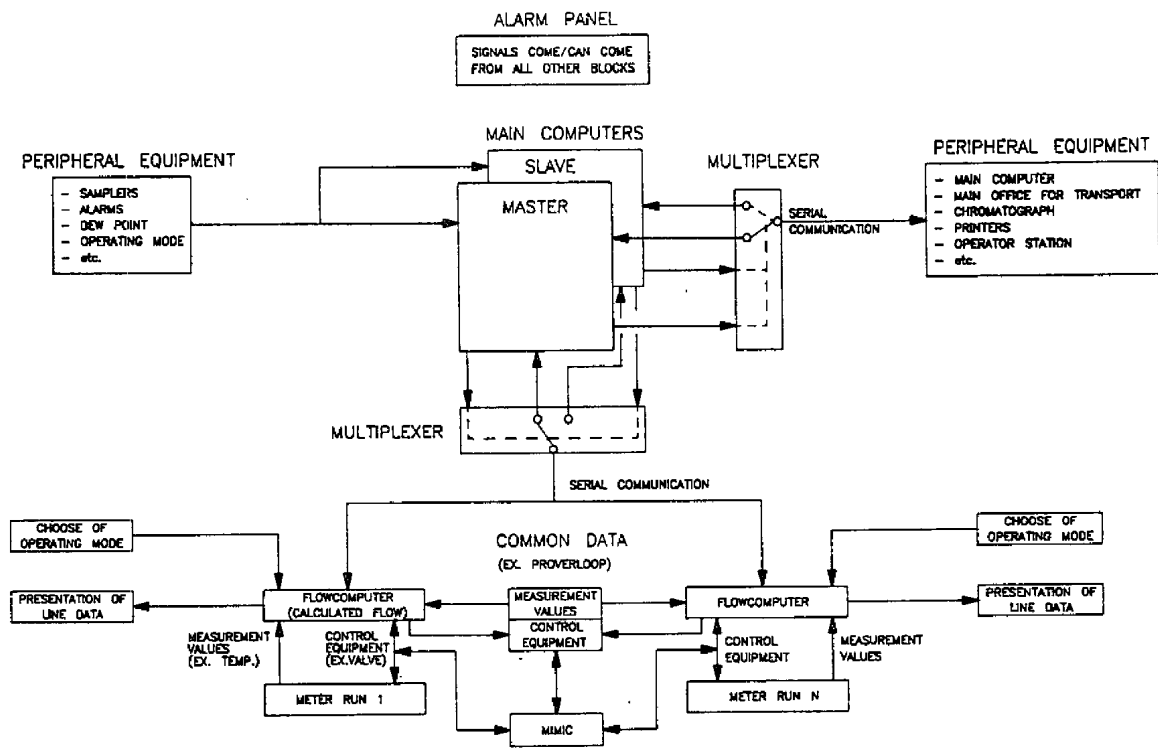 ALARM PANEL
SIGNALS COME/CAN COME
FROM ALL OTHER BLOCKS
MAIN COMPUTERS
SLAVE
MASTER
PERIPHERAL EQUIPMENT
- SAMPLERS
- ALARMS
- DEW POINT
- OPERATING MODE
- etc.
MULTIPLEXER
SERIAL
COMMUNICATION
PERIPHERAL EQUIPMENT
- MAIN COMPUTER
- MAIN OFFICE FOR TRANSPORT
- CHROMATOGRAPH
- PRINTERS
- OPERATOR STATION
- etc.
MULTIPLEXER
SERIAL COMMUNICATION
CHOOSE OF
OPERATING MODE
COMMON DATA
(EX. PROVERLOOP)
CHOOSE OF
OPERATING MODE
PRESENTATION OF
LINE DATA
FLOWCOMPUTER
(CALCULATED FLOW)
MEASUREMENT
VALUES
CONTROL
EQUIPMENT
FLOWCOMPUTER
PRESENTATION OF
LINE DATA
MEASUREMENT
VALUES
(EX. TEMP.)
CONTROL
EQUIPMENT
(EX.VALVE)
CONTROL
EQUIPMENT
MEASUREMENT
VALUES
METER RUN 1
MIMIC
METER RUN N